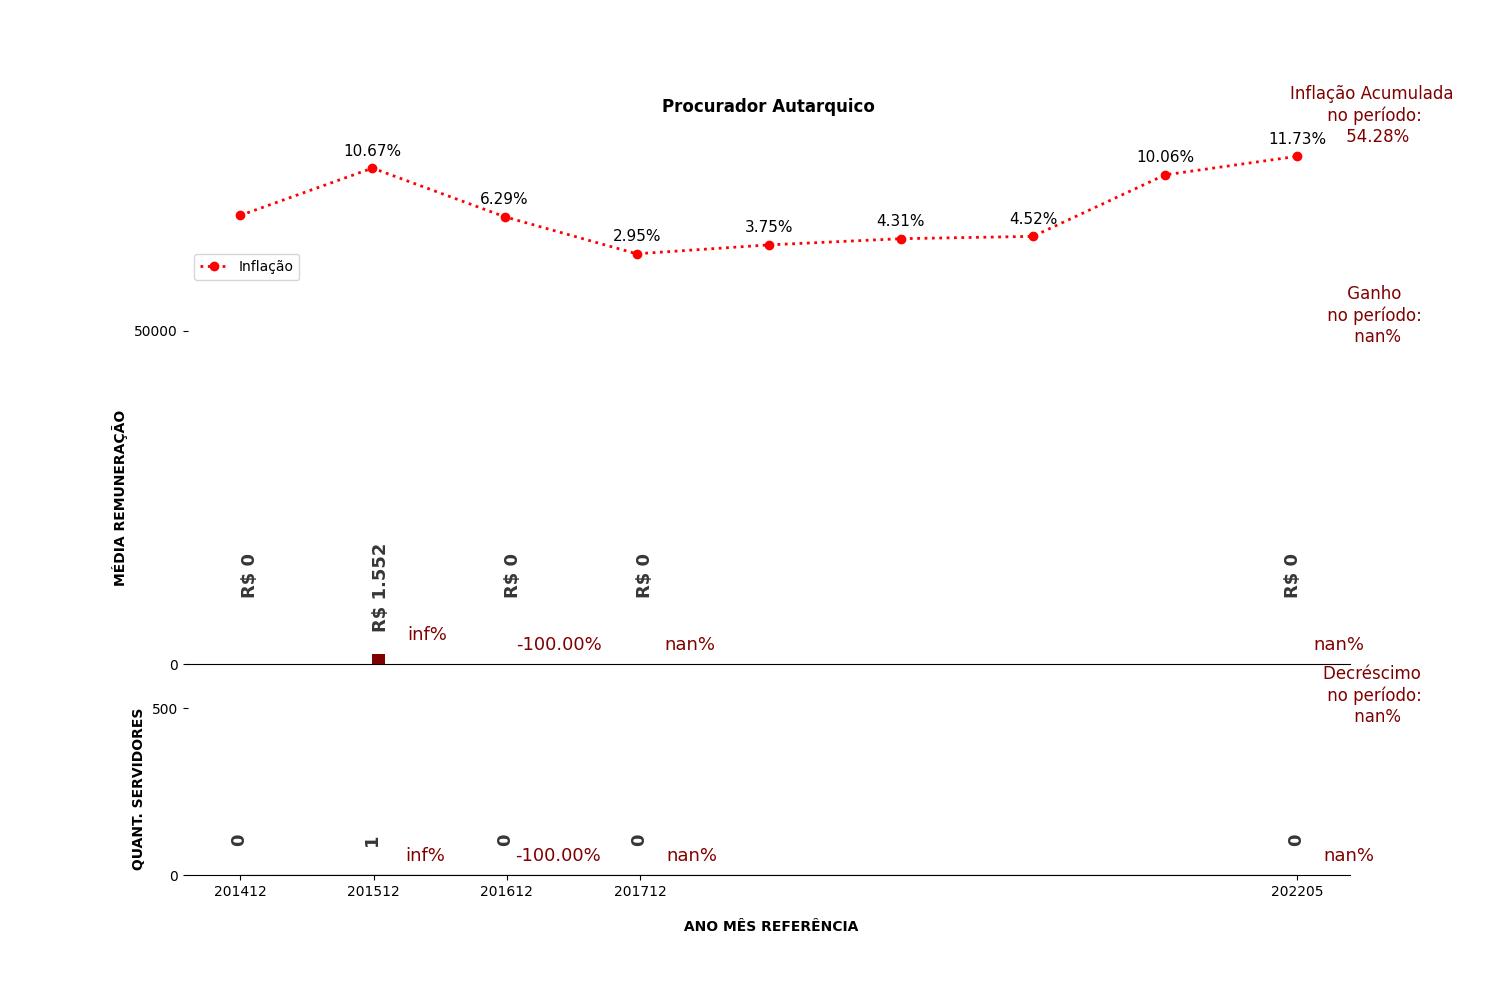 Procurador Autarquico
Inflação Acumulada
no período:
54.28%
10.67%
6.29%
2.95%
3.75%
4.31%
4.52%
10.06%
11.73%
Inflação
Ganho
no período:
nan%
50000
0
MÉDIA REMUNERAÇÃO
R$ 0
R$ 1.552
R$ 0
R$ 0
R$ 0
inf%
-100.00%
nan%
nan%
Decréscimo
no período:
nan%
500
0
QUANT. SERVIDORES
0
1
0
0
0
inf%
-100.00%
nan%
nan%
201412
201512
201612
201712
202205
ANO MÊS REFERÊNCIA